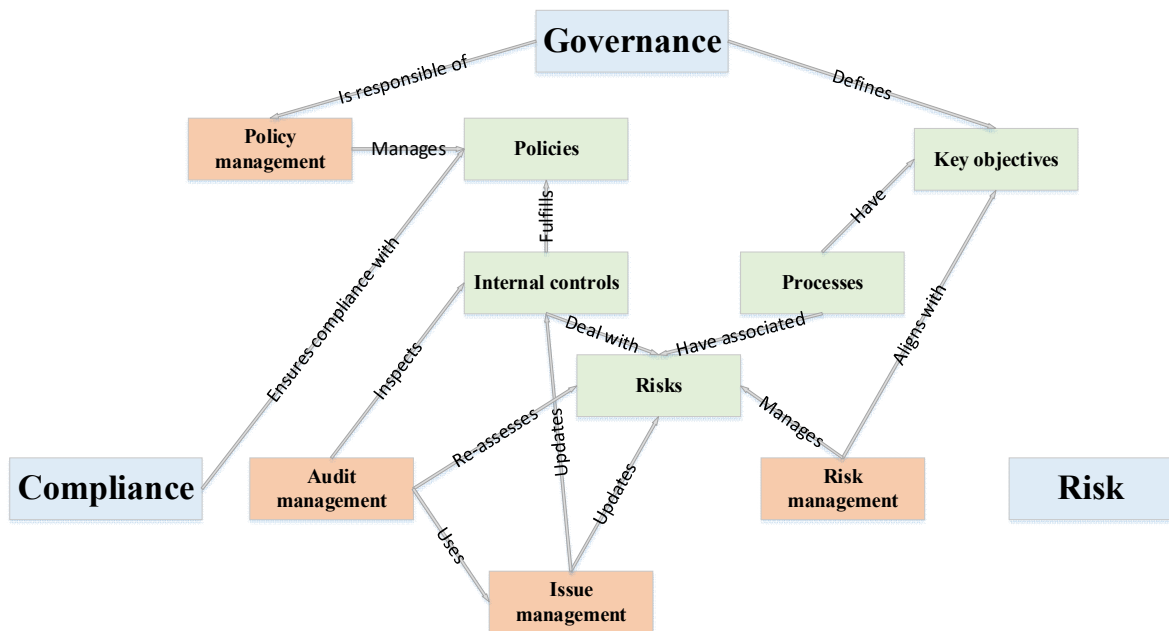 Governance
Is responsible of
Defines
Policy
management
Manages
Policies
Key objectives
Have
Fulfills
Ensures compliance with
Internal controls
Processes
Deal with
Have associated
Aligns with
Inspects
Risks
Re-assesses
Updates
Updates
Manages
Compliance
Audit
management
Risk
management
Risk
Uses
Issue
management